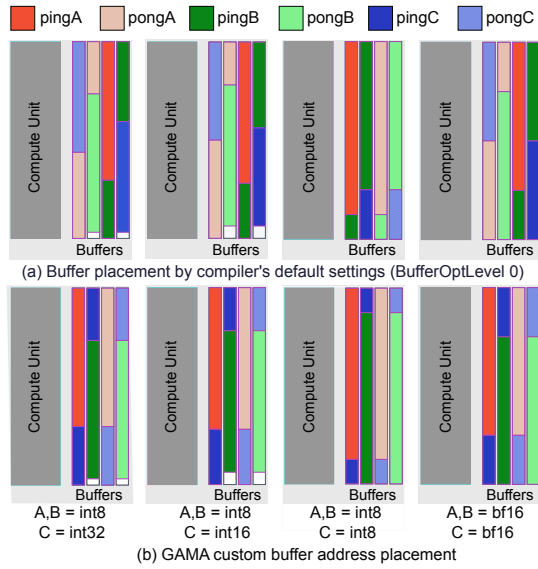 pingA pongA pingB pongB pingC pongC
Compute Unit Compute Unit Compute Unit Compute Unit
Buffers Buffers Buffers Buffers
(a) Buffer placement by compiler's default settings (BufferOptLevel 0)
Compute Unit Compute Unit Compute Unit Compute Unit
Buffers Buffers Buffers Buffers
A,B = int8 A,B = int8 A,B = int8 A,B = bf16
C = int32 C = int16 C = int8 C = bf16
(b) GAMA custom buffer address placement